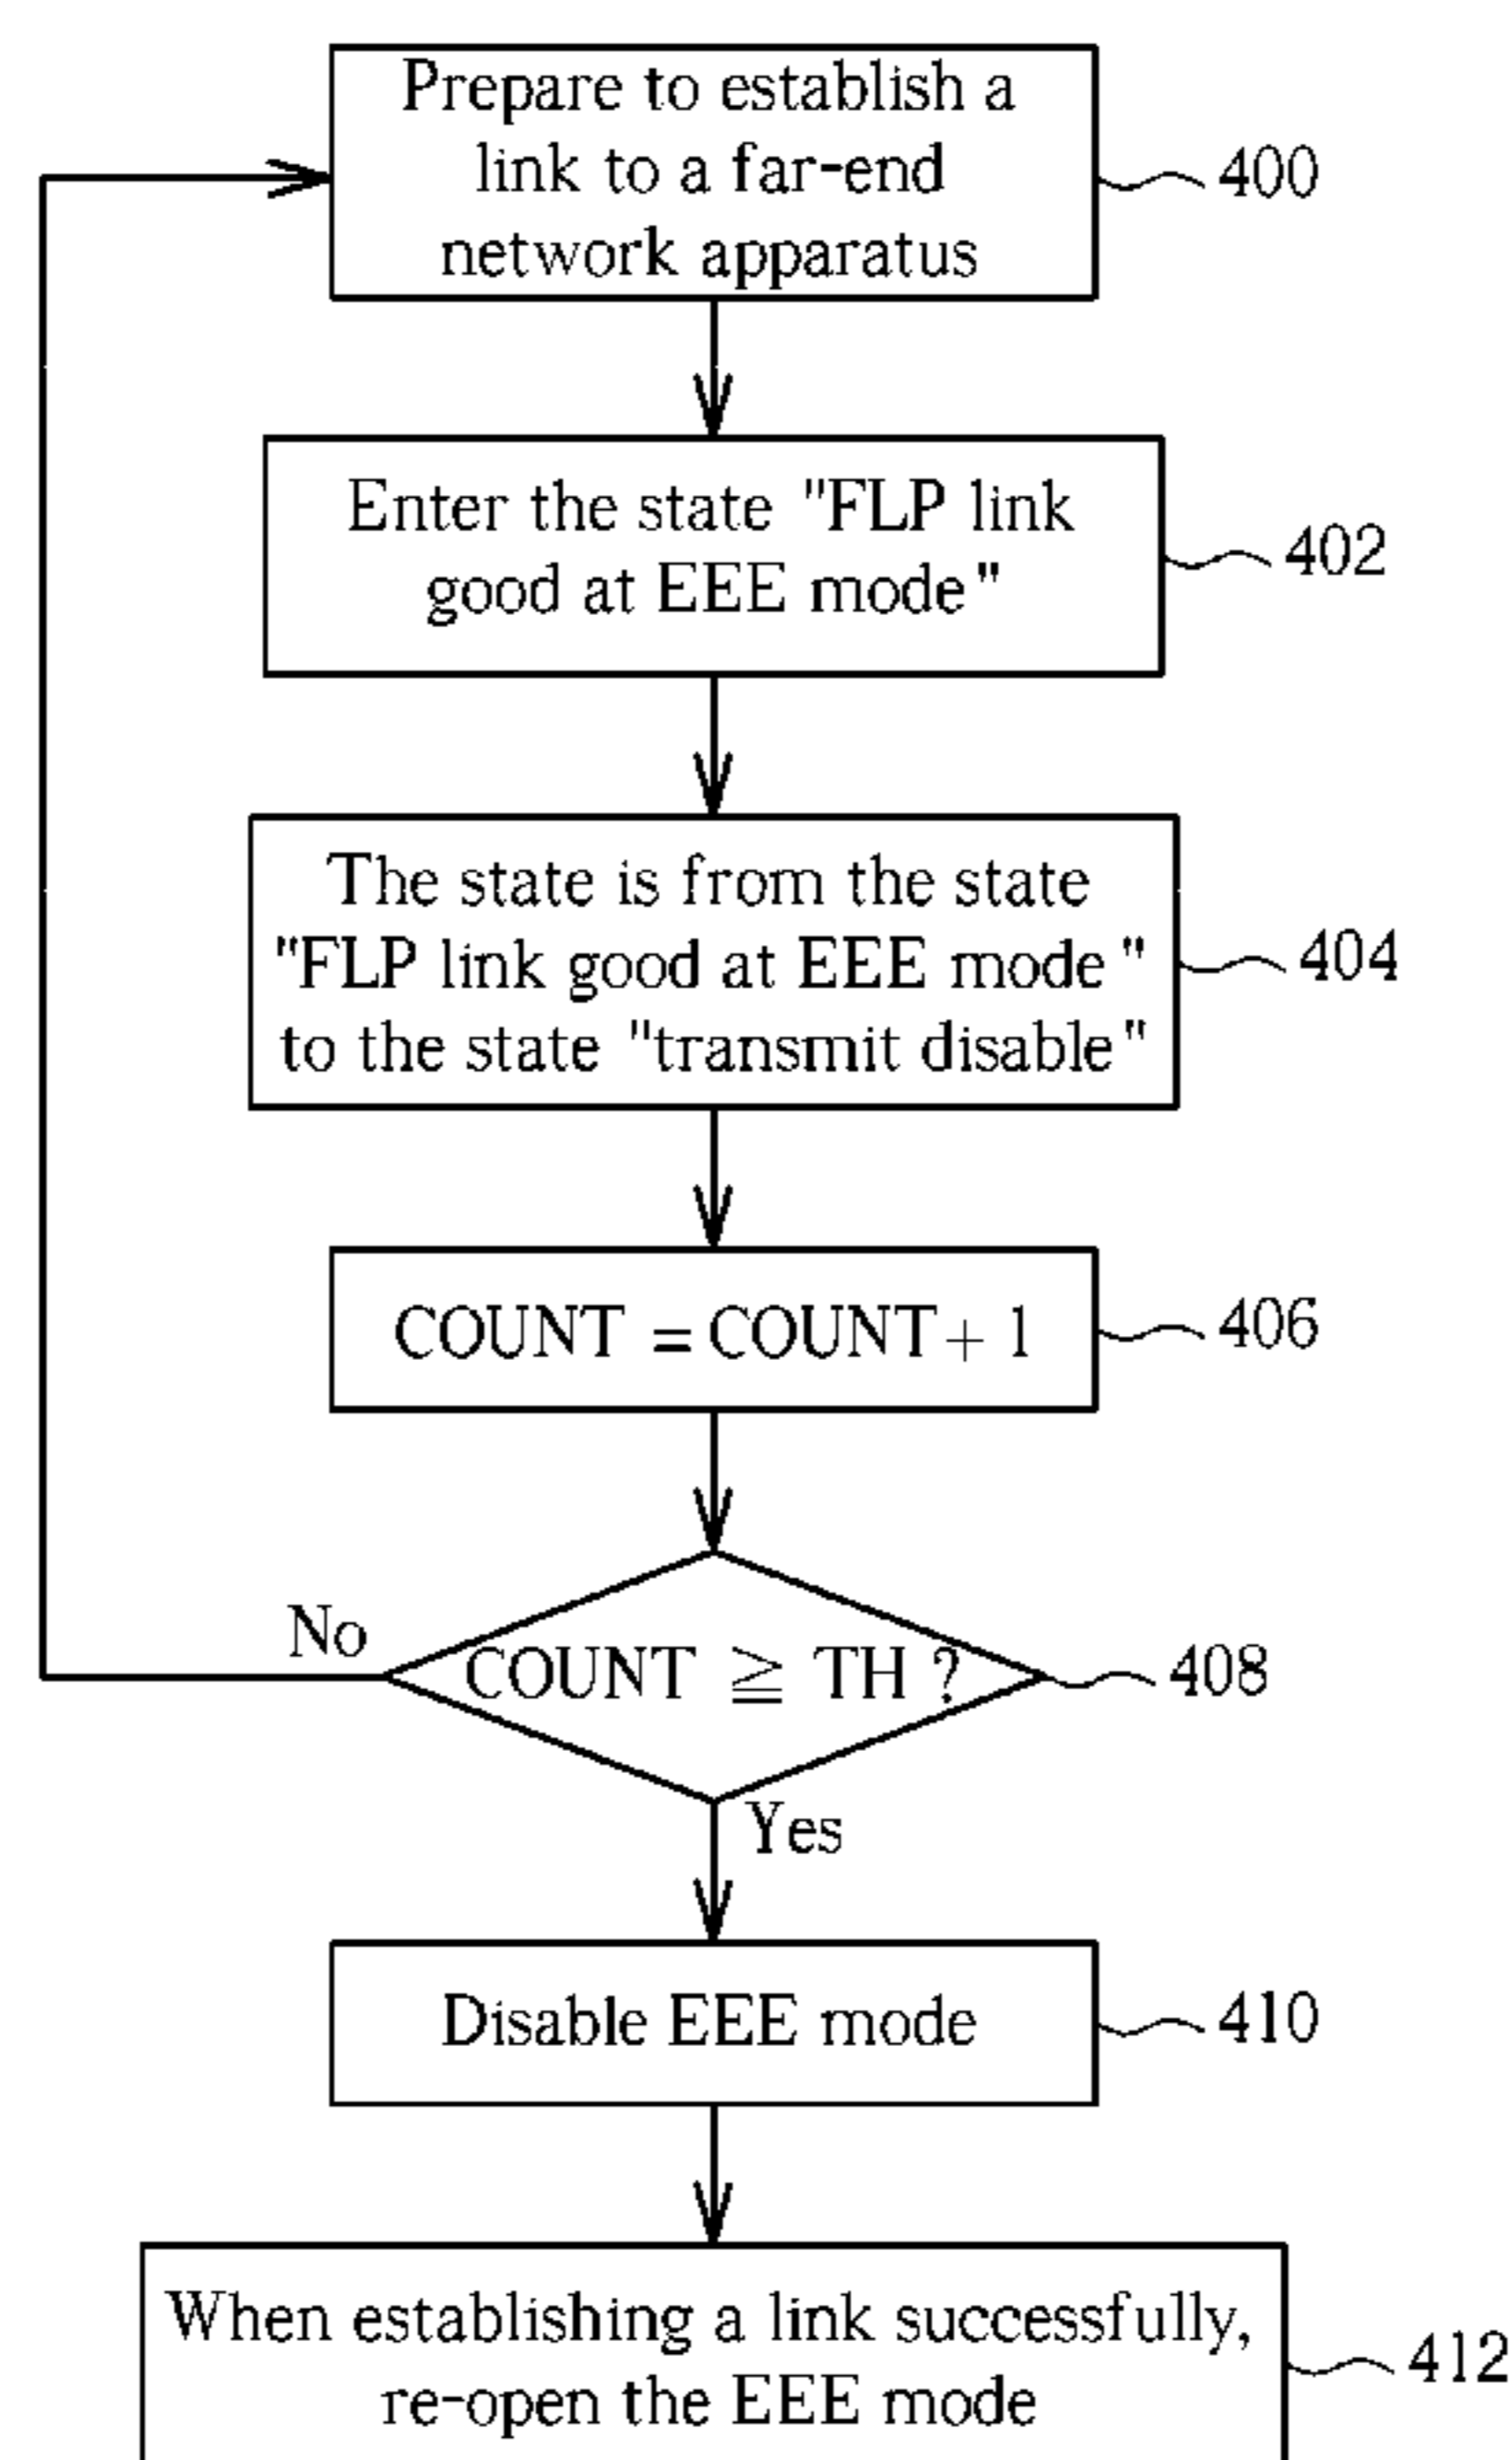 Prepare to establish a
link to a far-end
network apparatus
400
Enter the state "FLP link
good at EEE mode"
402
The state is from the state
"FLP link good at EEE mode"
to the state "transmit disable"
404
COUNT = COUNT + 1
406
No
COUNT ≧ TH ?
408
Yes
Disable EEE mode
410
When establishing a link successfully,
re-open the EEE mode
412